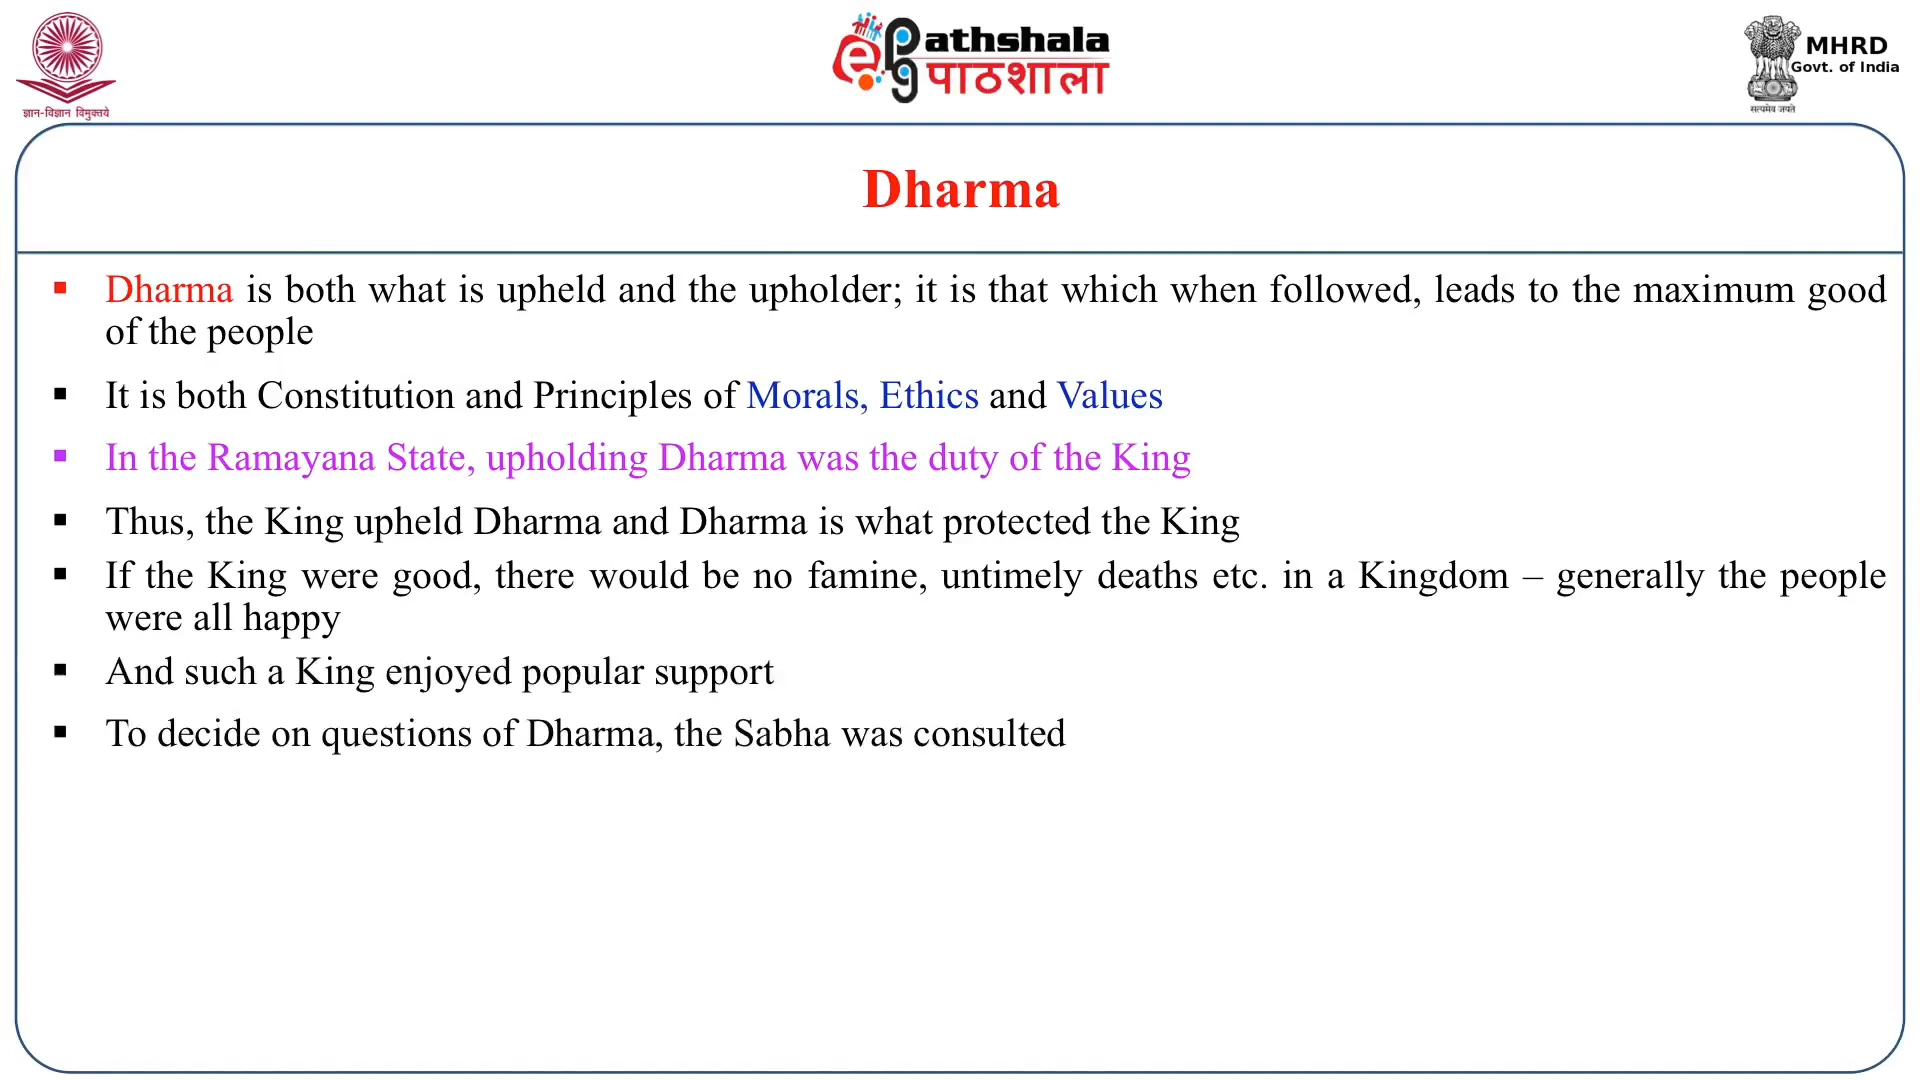 ज्ञान-विज्ञान विमुक्तये
ePG Pathshala
पाठशाला
MHRD
Govt. of India
सत्यमेव जयते
Dharma
▪ Dharma is both what is upheld and the upholder; it is that which when followed, leads to the maximum good
of the people
▪ It is both Constitution and Principles of Morals, Ethics and Values
▪ In the Ramayana State, upholding Dharma was the duty of the King
▪ Thus, the King upheld Dharma and Dharma is what protected the King
▪ If the King were good, there would be no famine, untimely deaths etc. in a Kingdom – generally the people
were all happy
▪ And such a King enjoyed popular support
▪ To decide on questions of Dharma, the Sabha was consulted